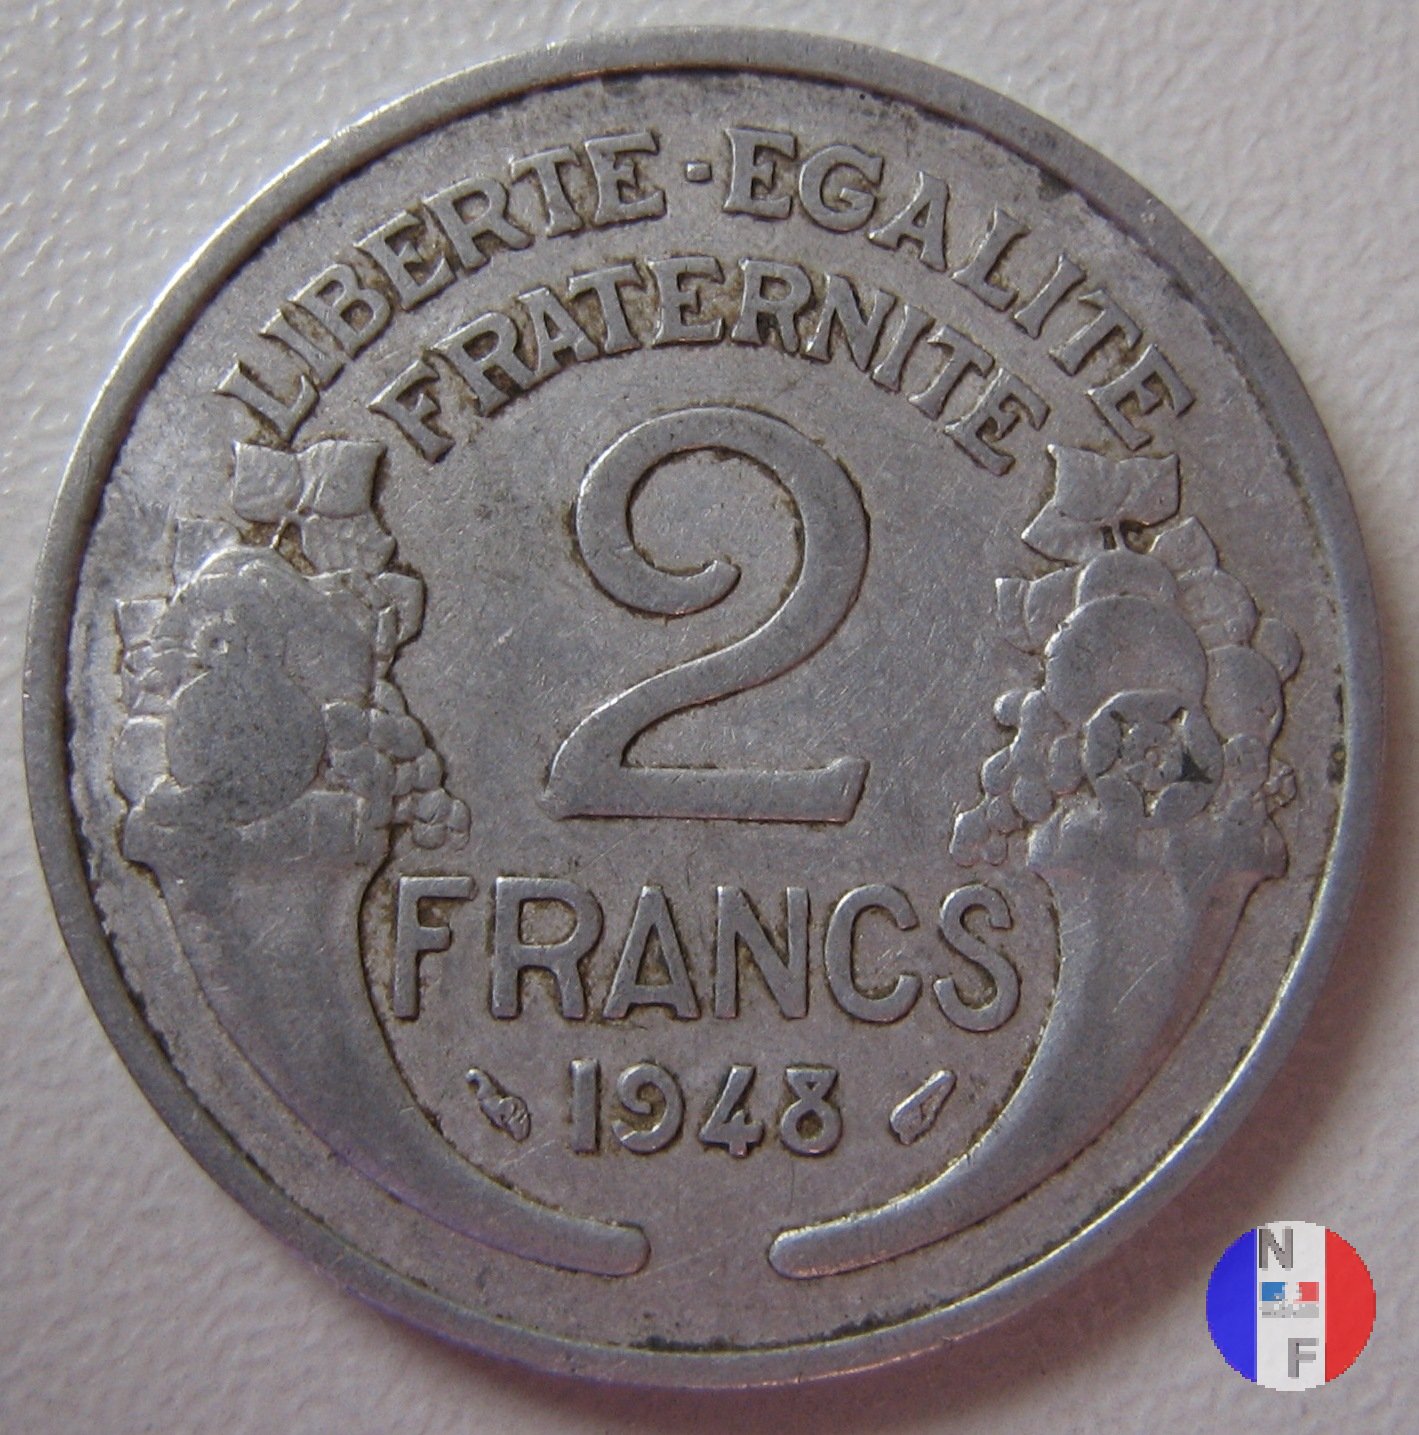 LIBERTE - EGALITE
FRATERNITE
2
FRANCS
1948
N
F